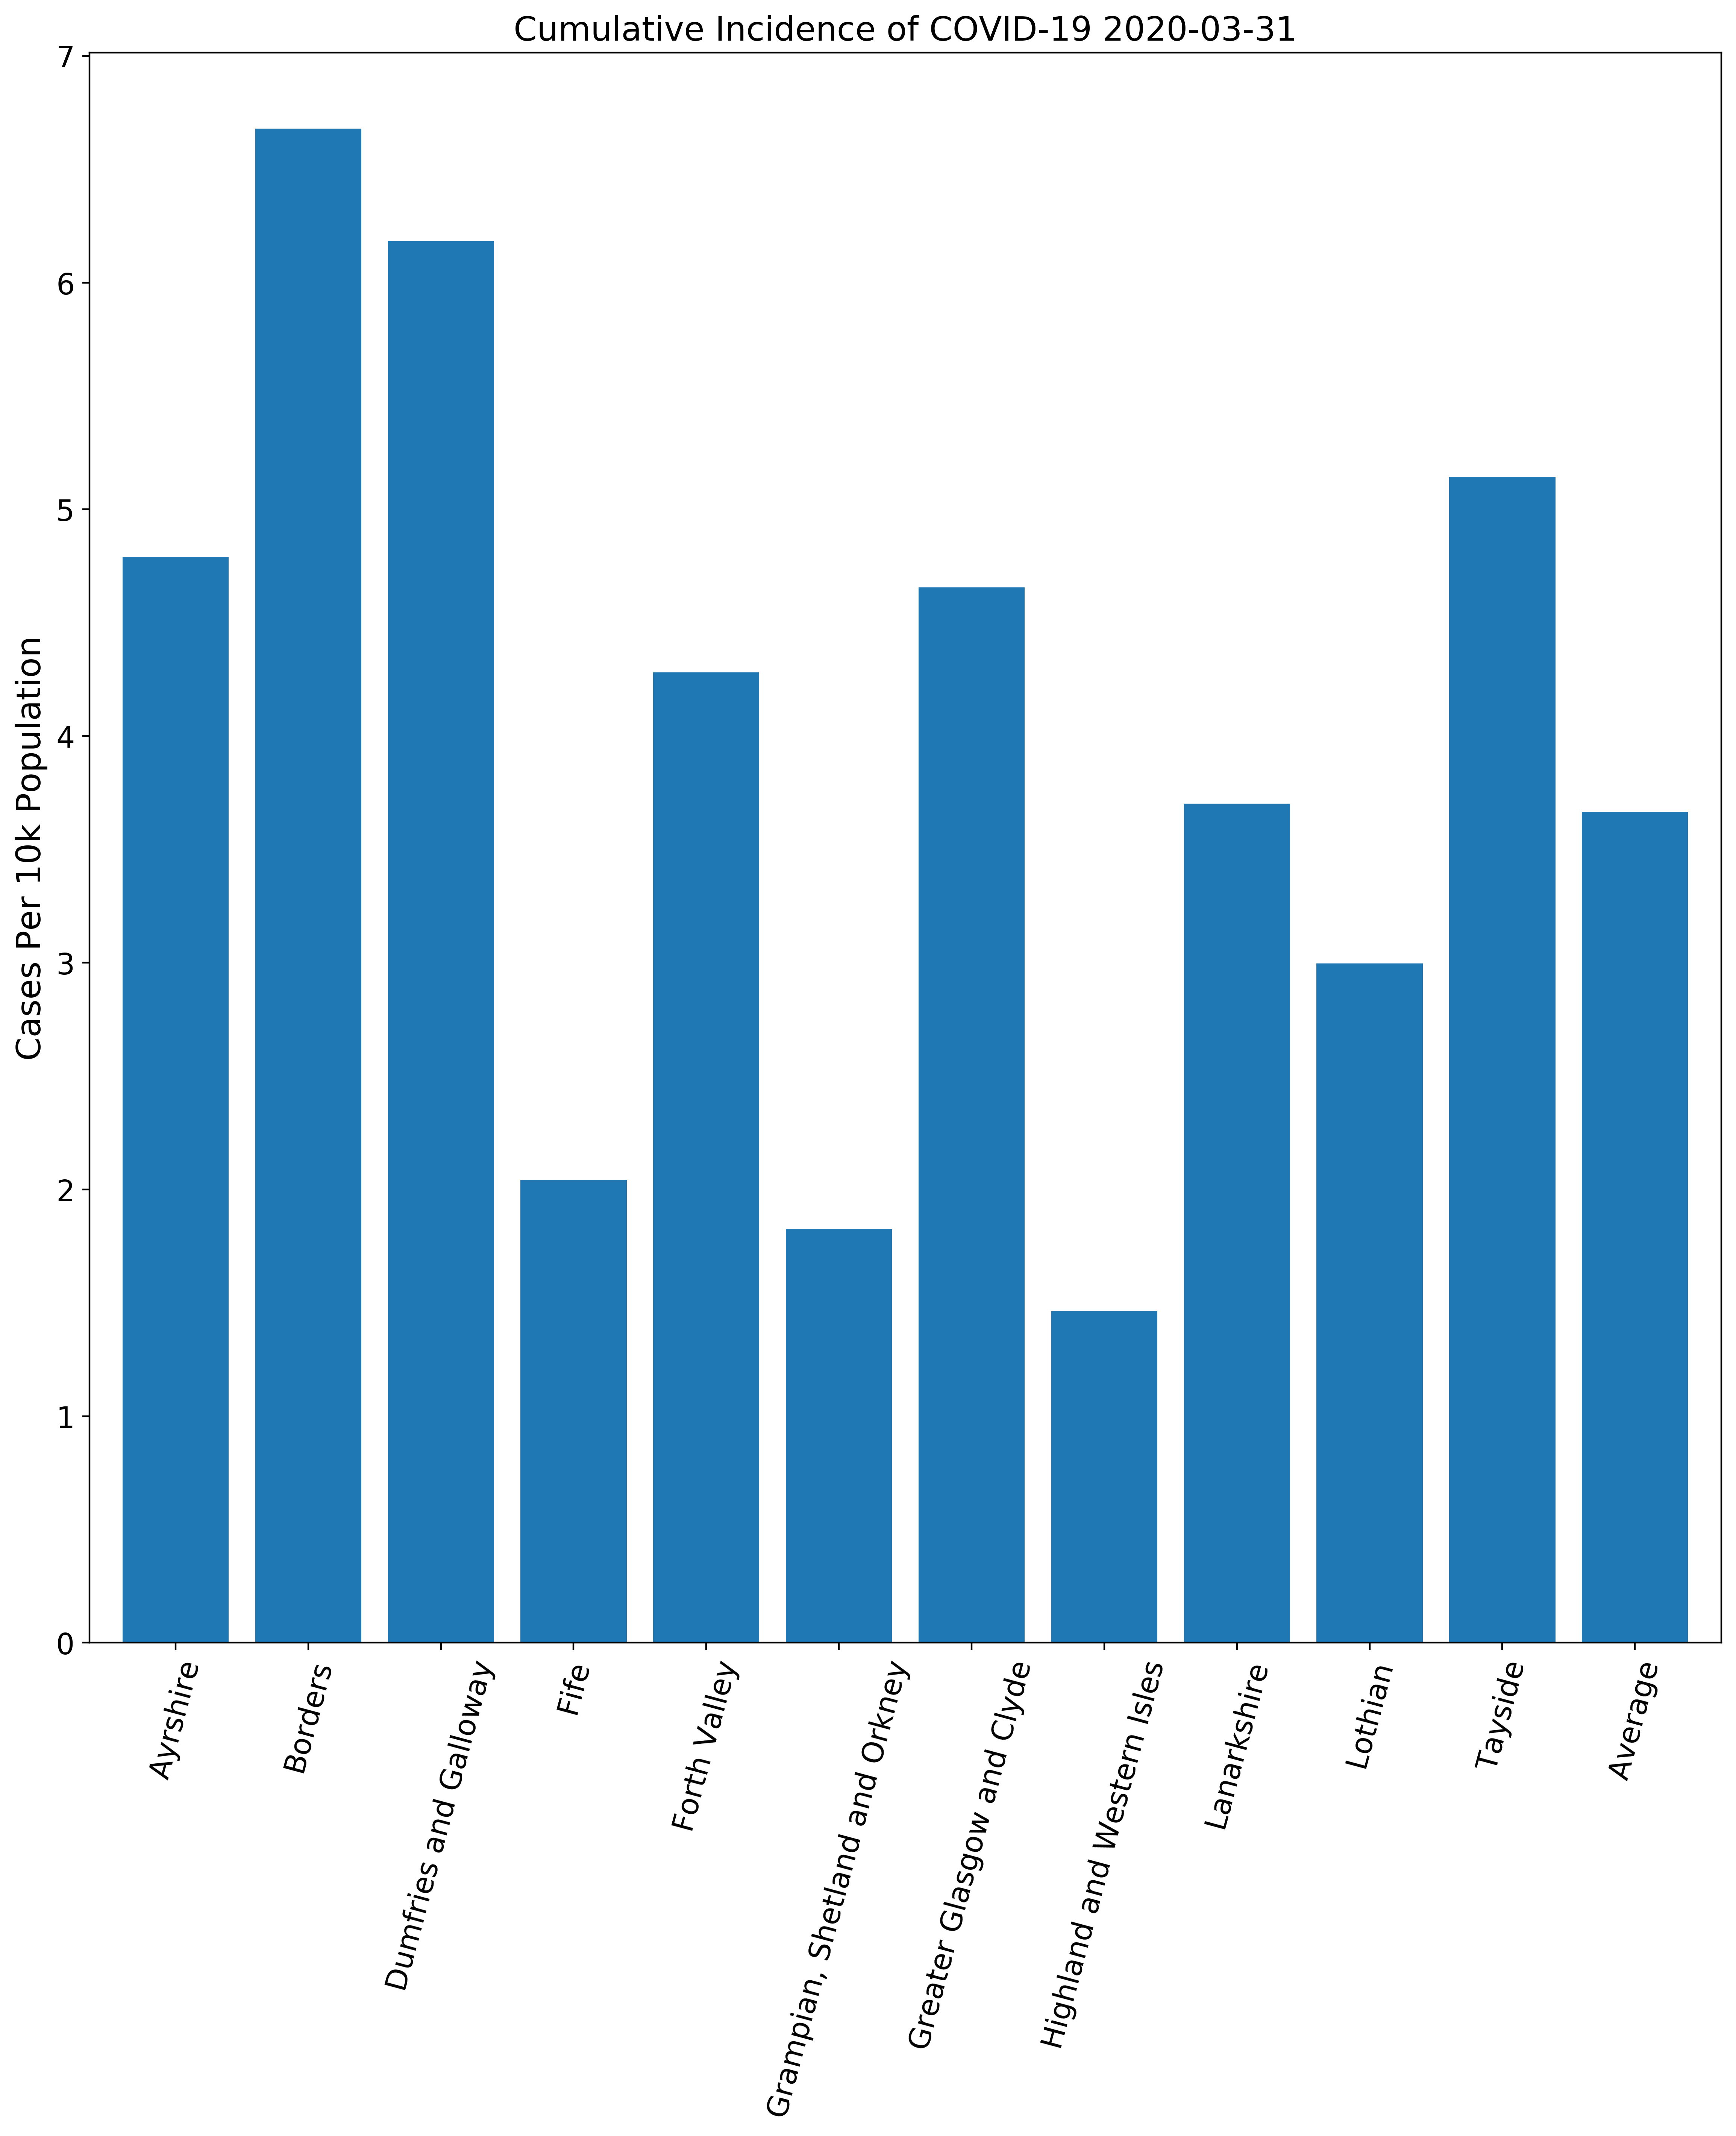 Cumulative Incidence of COVID-19 2020-03-31
Cases Per 10k Population
7
6
5
4
3
2
1
0
Ayrshire
Borders
Dumfries and Galloway
Fife
Forth Valley
Grampian, Shetland and Orkney
Greater Glasgow and Clyde
Highland and Western Isles
Lanarkshire
Lothian
Tayside
Average